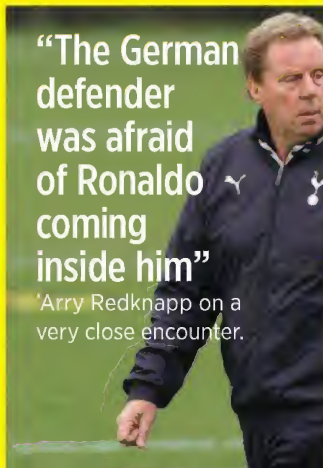 “The German
defender
was afraid
of Ronaldo
coming
inside him”
‘Arry Redknapp on a
very close encounter.